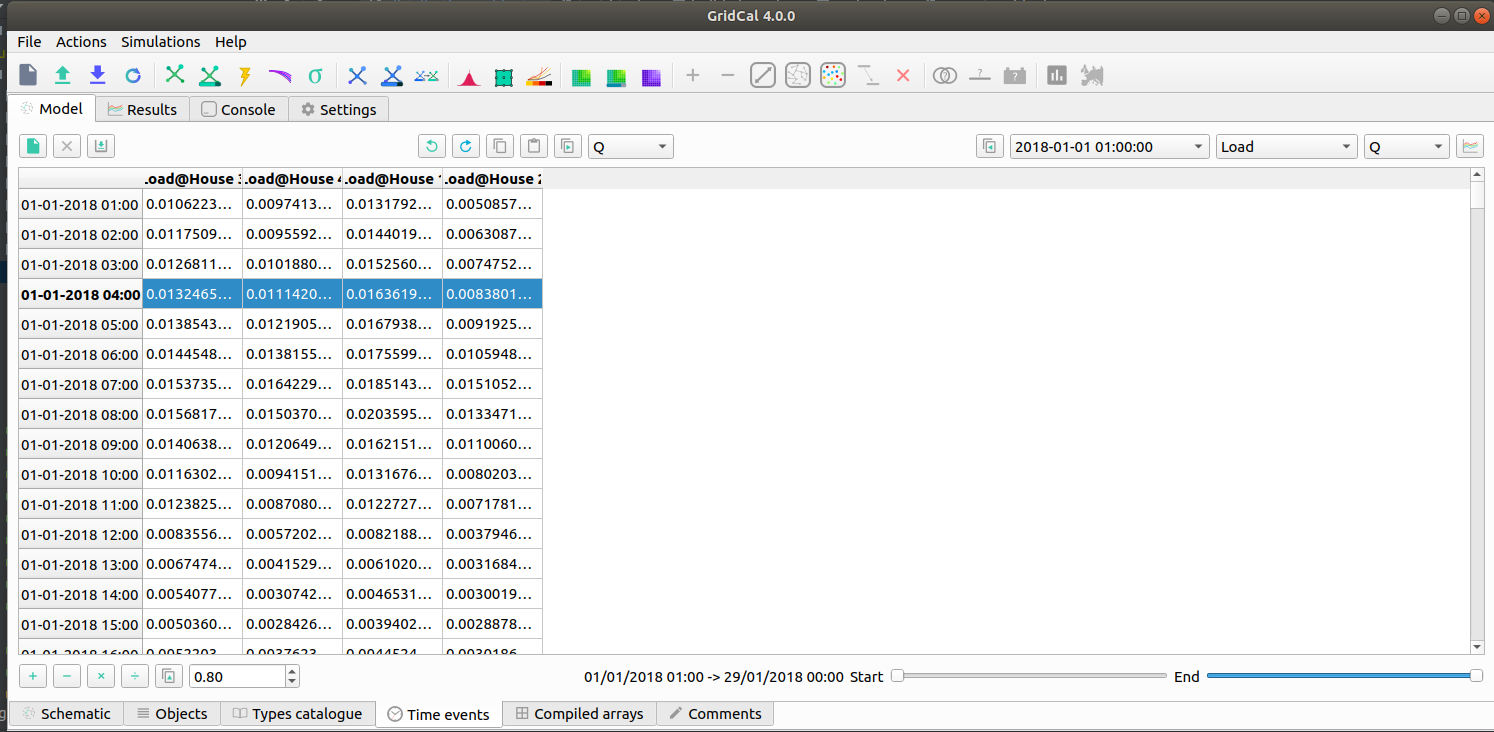 GridCal 4.0.0
File Actions Simulations Help
Model Results Console Settings
Q 2018-01-01 01:00:00 Load Q
Load@House 3 Load@House 4 Load@House 1 Load@House 2
01-01-2018 01:00 0.0106223... 0.0097413... 0.0131792... 0.0050857...
01-01-2018 02:00 0.0117509... 0.0095592... 0.0144019... 0.0063087...
01-01-2018 03:00 0.0126811... 0.0101880... 0.0152560... 0.0074752...
01-01-2018 04:00 0.0132465... 0.0111420... 0.0163619... 0.0083801...
01-01-2018 05:00 0.0138543... 0.0121905... 0.0167938... 0.0091925...
01-01-2018 06:00 0.0144548... 0.0138155... 0.0175599... 0.0105948...
01-01-2018 07:00 0.0153735... 0.0164229... 0.0185143... 0.0151052...
01-01-2018 08:00 0.0156817... 0.0150370... 0.0203595... 0.0133471...
01-01-2018 09:00 0.0140638... 0.0120649... 0.0162151... 0.0110060...
01-01-2018 10:00 0.0116302... 0.0094151... 0.0131676... 0.0080203...
01-01-2018 11:00 0.0123825... 0.0087080... 0.0122727... 0.0071781...
01-01-2018 12:00 0.0083556... 0.0057202... 0.0082188... 0.0037946...
01-01-2018 13:00 0.0067474... 0.0041529... 0.0061020... 0.0031684...
01-01-2018 14:00 0.0054077... 0.0030742... 0.0046531... 0.0030019...
01-01-2018 15:00 0.0050360... 0.0028426... 0.0039402... 0.0028878...
0.80 01/01/2018 01:00 -> 29/01/2018 00:00 Start End
Schematic Objects Types catalogue Time events Compiled arrays Comments